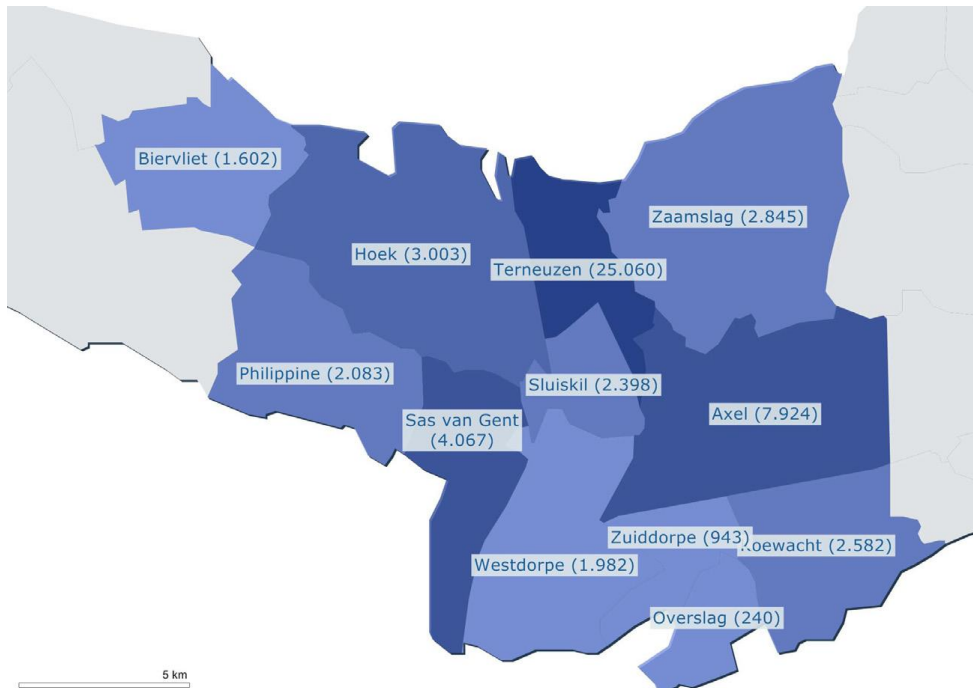 Biervliet (1.602)
Zaamslag (2.845)
Hoek (3.003)
Terneuzen (25.060)
Philippine (2.083)
Sluiskil (2.398)
Sas van Gent
(4.067)
Axel (7.924)
Zuiddorpe (943)
(2.582)
Westdorpe (1.982)
Overslag (240)
5 km